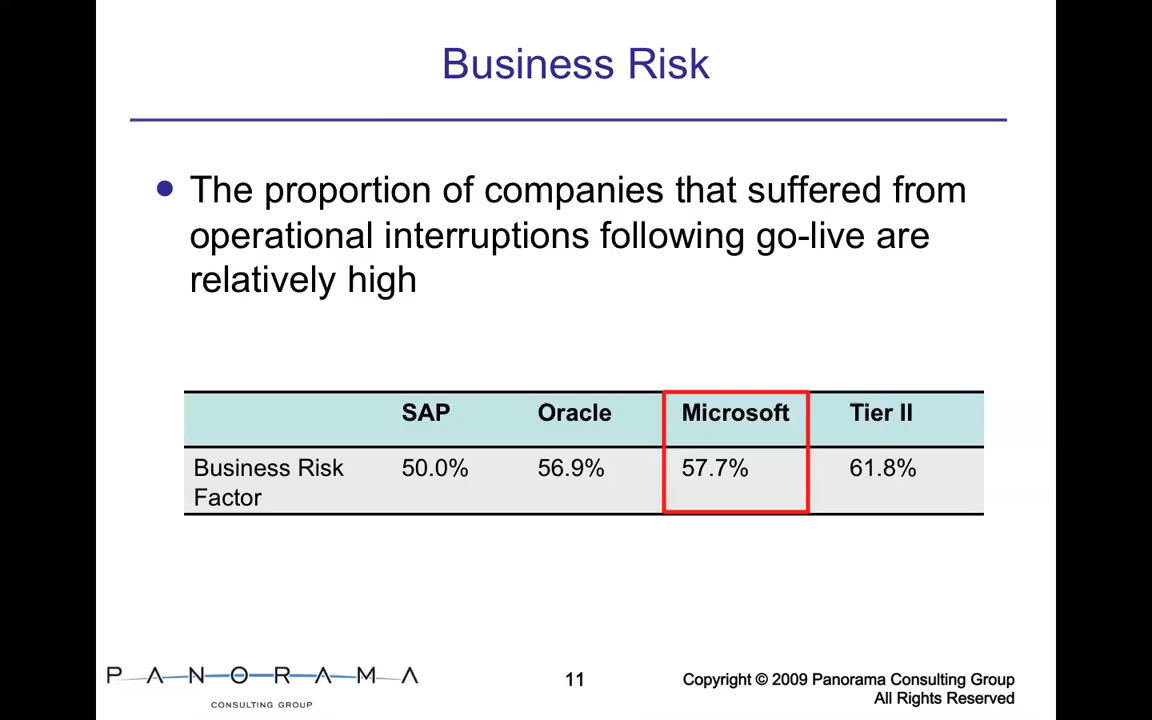 Business Risk
The proportion of companies that suffered from
operational interruptions following go-live are
relatively high
SAP Oracle Microsoft Tier II
Business Risk 50.0% 56.9% 57.7% 61.8%
Factor
PANORAMA
CONSULTING GROUP
11
Copyright © 2009 Panorama Consulting Group
All Rights Reserved